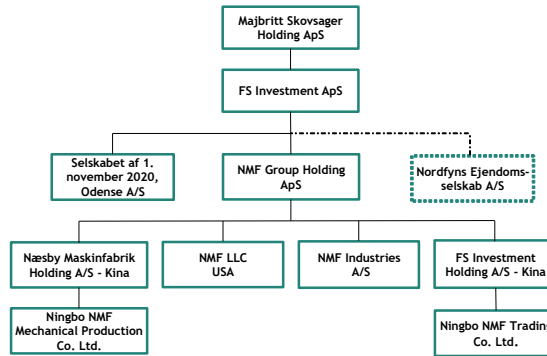 Majbritt Skovsager
Holding ApS
FS Investment ApS
Selskabet af 1.
november 2020,
Odense A/S
NMF Group Holding
ApS
Nordfyns Ejendoms-
selskab A/S
Næsby Maskinfabrik
Holding A/S - Kina
NMF LLC
USA
NMF Industries
A/S
FS Investment
Holding A/S - Kina
Ningbo NMF
Mechanical Production
Co. Ltd.
Ningbo NMF Trading
Co. Ltd.